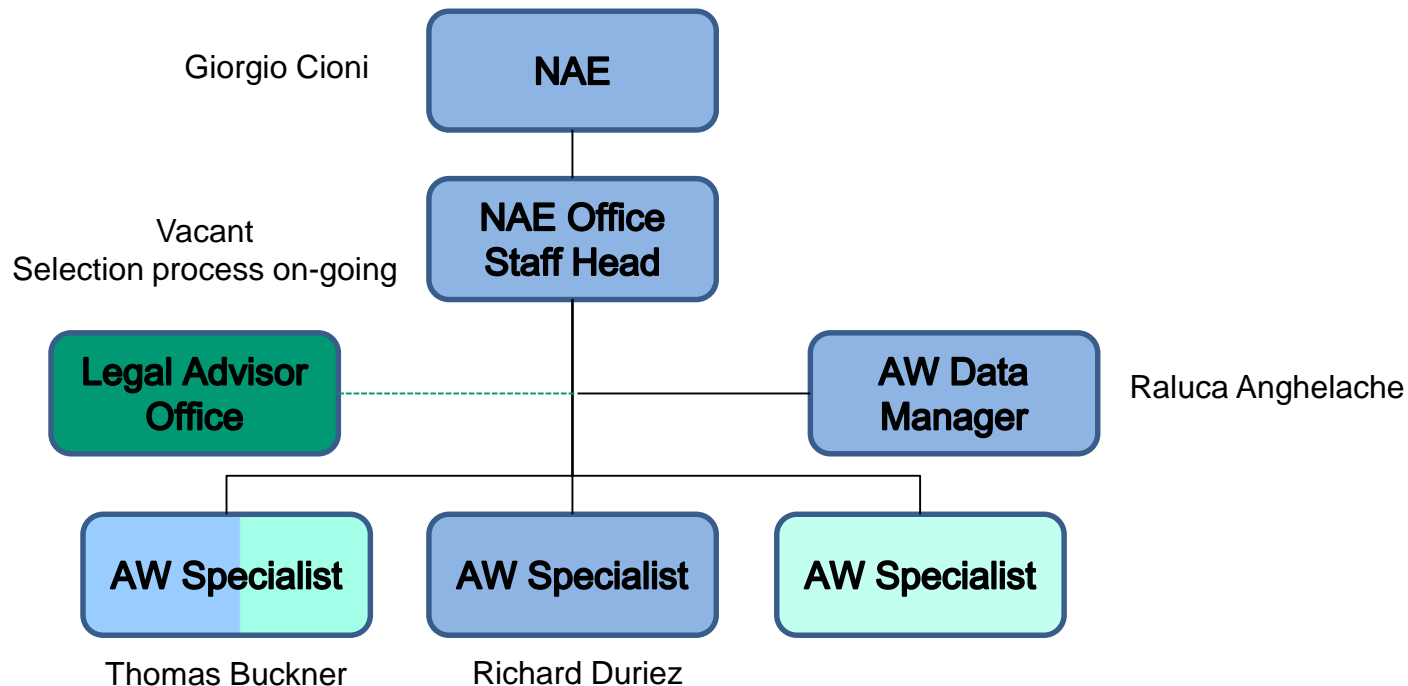 Giorgio Cioni
NAE
Vacant
Selection process on-going
NAE Office
Staff Head
Legal Advisor
Office
AW Data
Manager
Raluca Anghelache
AW Specialist
AW Specialist
AW Specialist
Thomas Buckner
Richard Duriez